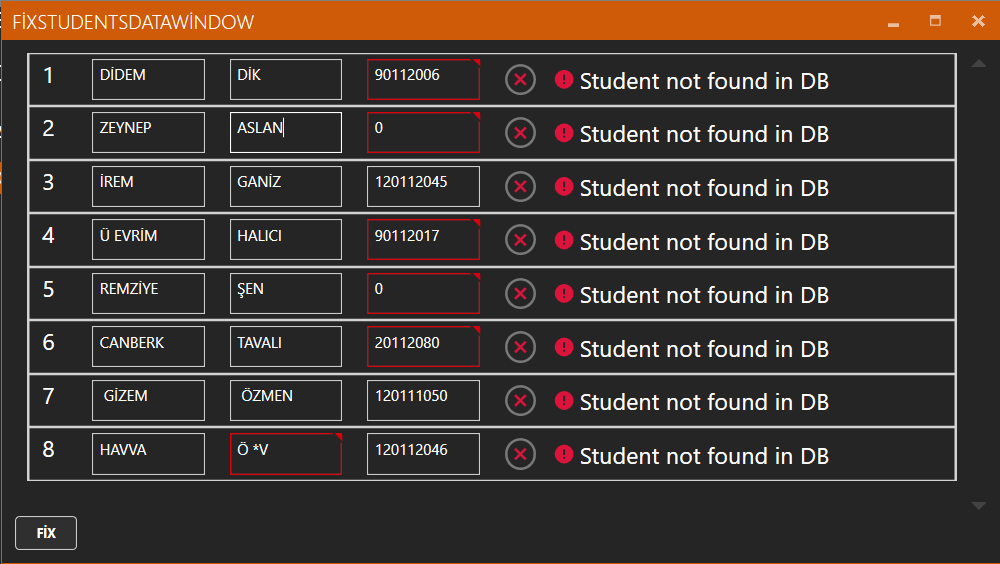 FİXSTUDENTSDATAWİNDOW
1 DİDEM DİK 90112006 Student not found in DB
2 ZEYNEP ASLAN 0 Student not found in DB
3 İREM GANİZ 120112045 Student not found in DB
4 Ü EVRİM HALICI 90112017 Student not found in DB
5 REMZİYE ŞEN 0 Student not found in DB
6 CANBERK TAVALI 20112080 Student not found in DB
7 GİZEM ÖZMEN 120111050 Student not found in DB
8 HAVVA Ö *V 120112046 Student not found in DB
FİX